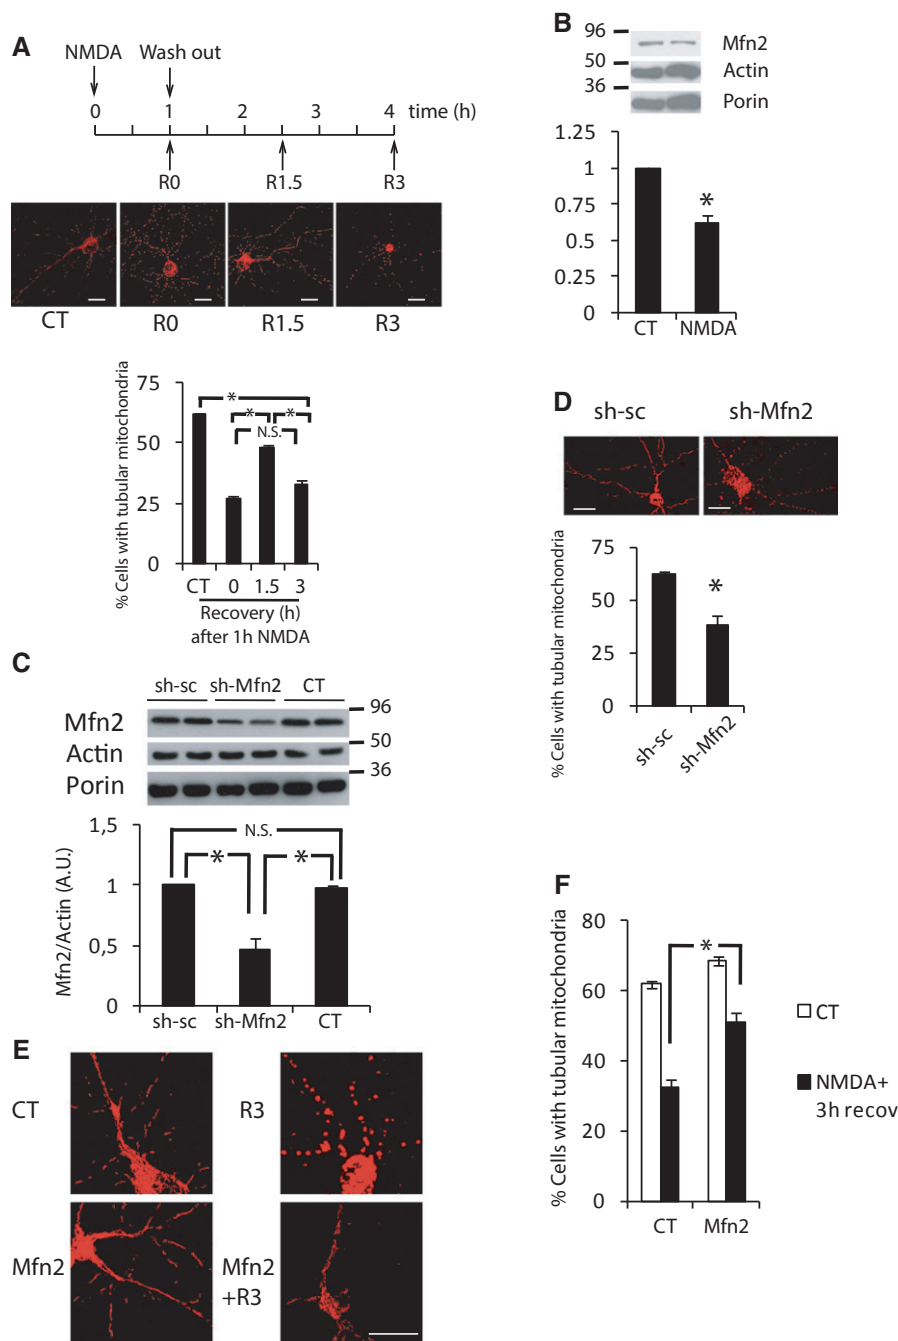 A
NMDA Wash out
0 1 2 3 4 time (h)
R0 R1.5 R3
CT R0 R1.5 R3
% Cells with tubular mitochondria
75
50
25
0
*
* *
N.S.
CT 0 1.5 3
Recovery (h)
after 1h NMDA
B
96
50
36
Mfn2
Actin
Porin
1.25
1
0.75
0.5
0.25
0
*
CT NMDA
C
sh-sc sh-Mfn2 CT
Mfn2
Actin
Porin
96
50
36
Mfn2/Actin (A.U.)
1,5
1
0,5
0
N.S.
* *
sh-sc sh-Mfn2 CT
D
sh-sc sh-Mfn2
% Cells with tubular mitochondria
75
50
25
0
*
sh-sc sh-Mfn2
E
CT R3
Mfn2 Mfn2
+R3
F
% Cells with tubular mitochondria
80
60
40
20
0
*
CT Mfn2
CT
NMDA+
3h recov